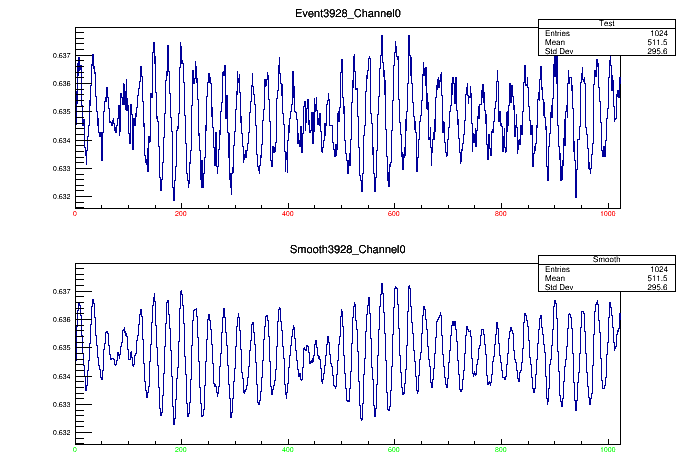 Event3928_Channel0
Test
Entries 1024
Mean 511.5
Std Dev 295.6
0.637
0.636
0.635
0.634
0.633
0.632
0 200 400 600 800 1000
Smooth3928_Channel0
Smooth
Entries 1024
Mean 511.5
Std Dev 295.6
0.637
0.636
0.635
0.634
0.633
0.632
0 200 400 600 800 1000